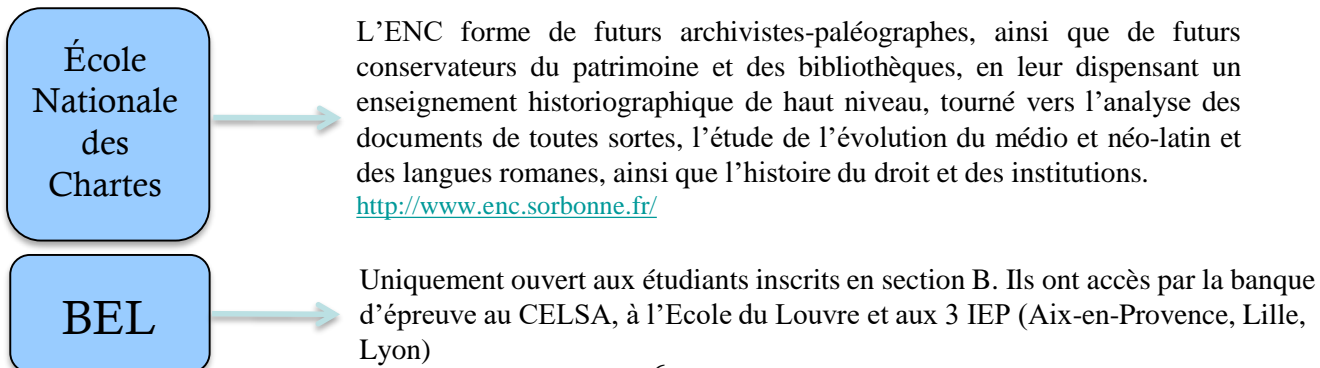 École
Nationale
des
Chartes
L’ENC forme de futurs archivistes-paléographes, ainsi que de futurs
conservateurs du patrimoine et des bibliothèques, en leur dispensant un
enseignement historiographique de haut niveau, tourné vers l’analyse des
documents de toutes sortes, l’étude de l’évolution du médio et néo-latin et
des langues romanes, ainsi que l’histoire du droit et des institutions.
http://www.enc.sorbonne.fr/
BEL
Uniquement ouvert aux étudiants inscrits en section B. Ils ont accès par la banque
d’épreuve au CELSA, à l’Ecole du Louvre et aux 3 IEP (Aix-en-Provence, Lille,
Lyon)